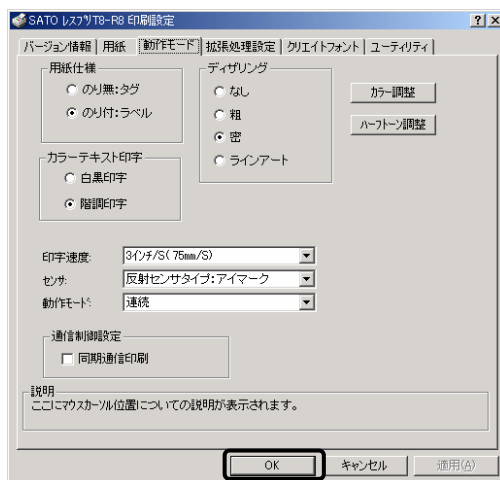 SATO レスプリT8-R8 印刷設定
バージョン情報 用紙 動作モード 拡張処理設定 クリエイトフォント ユーティリティ
用紙仕様
のり無:タグ
のり付:ラベル
ディザリング
なし
粗
密
ラインアート
カラー調整
ハーフトーン調整
カラーテキスト印字
白黒印字
階調印字
印字速度: 3インチ/S( 75mm/S)
センサ: 反射センサタイプ:アイマーク
動作モード: 連続
通信制御設定
同期通信印刷
説明
ここにマウスカーソル位置についての説明が表示されます。
OK キャンセル 適用(A)